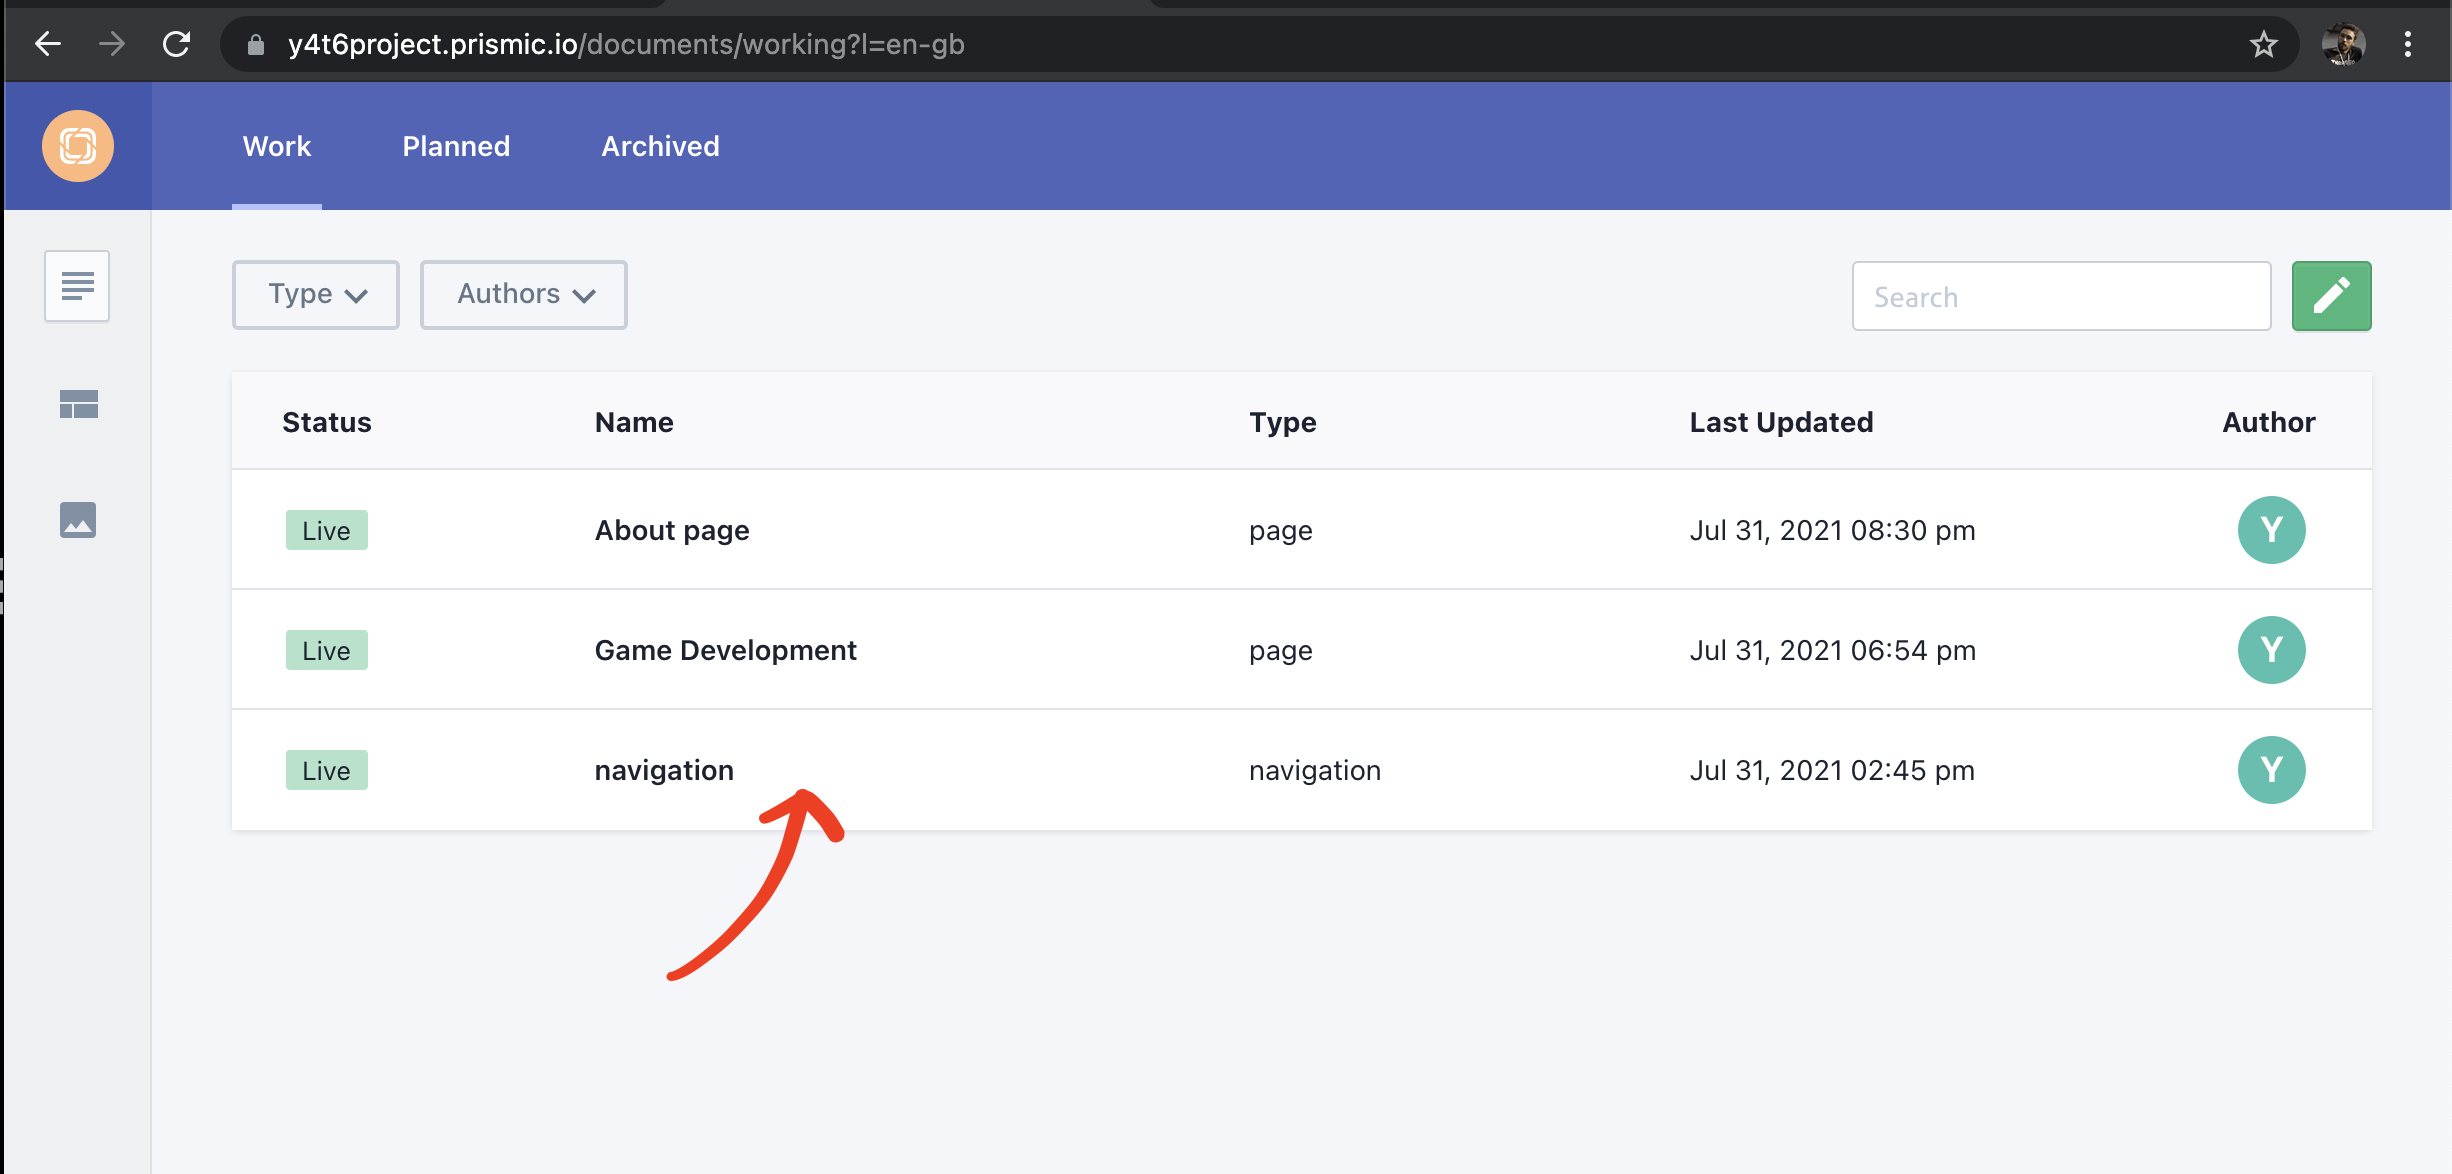 y4t6project.prismic.io/documents/working?l=en-gb
Work Planned Archived
Type Authors Search
Status Name Type Last Updated Author
Live About page page Jul 31, 2021 08:30 pm Y
Live Game Development page Jul 31, 2021 06:54 pm Y
Live navigation navigation Jul 31, 2021 02:45 pm Y